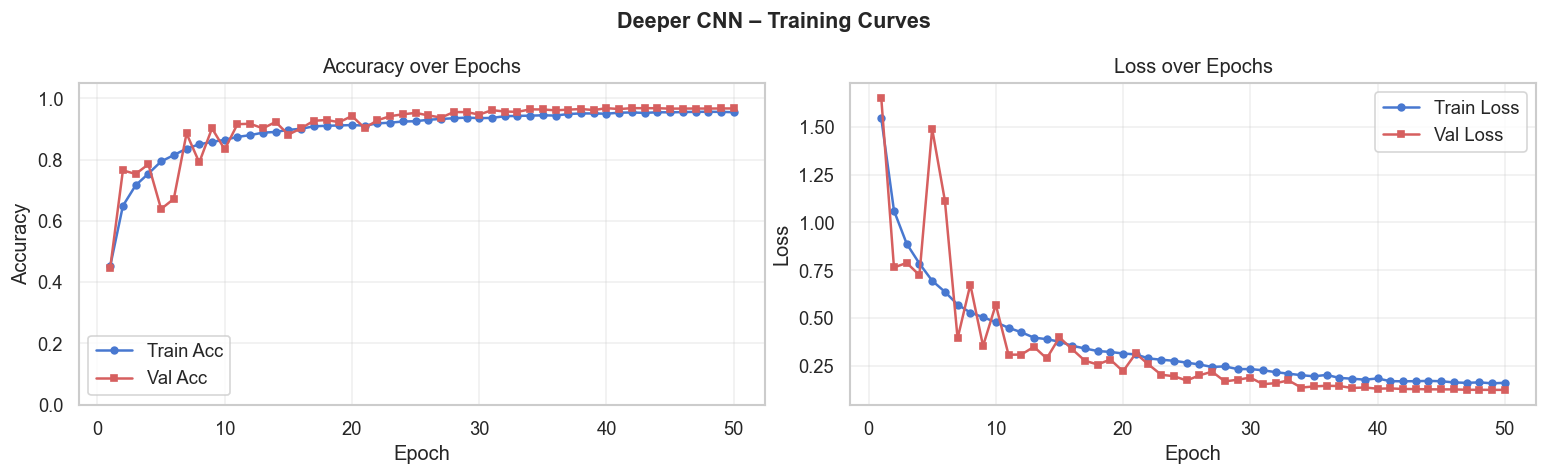 Deeper CNN – Training Curves
Accuracy over Epochs
1.0
0.8
0.6
0.4
0.2
0.0
Accuracy
Train Acc
Val Acc
0 10 20 30 40 50
Epoch
Loss over Epochs
1.50
1.25
1.00
0.75
0.50
0.25
Loss
Train Loss
Val Loss
0 10 20 30 40 50
Epoch